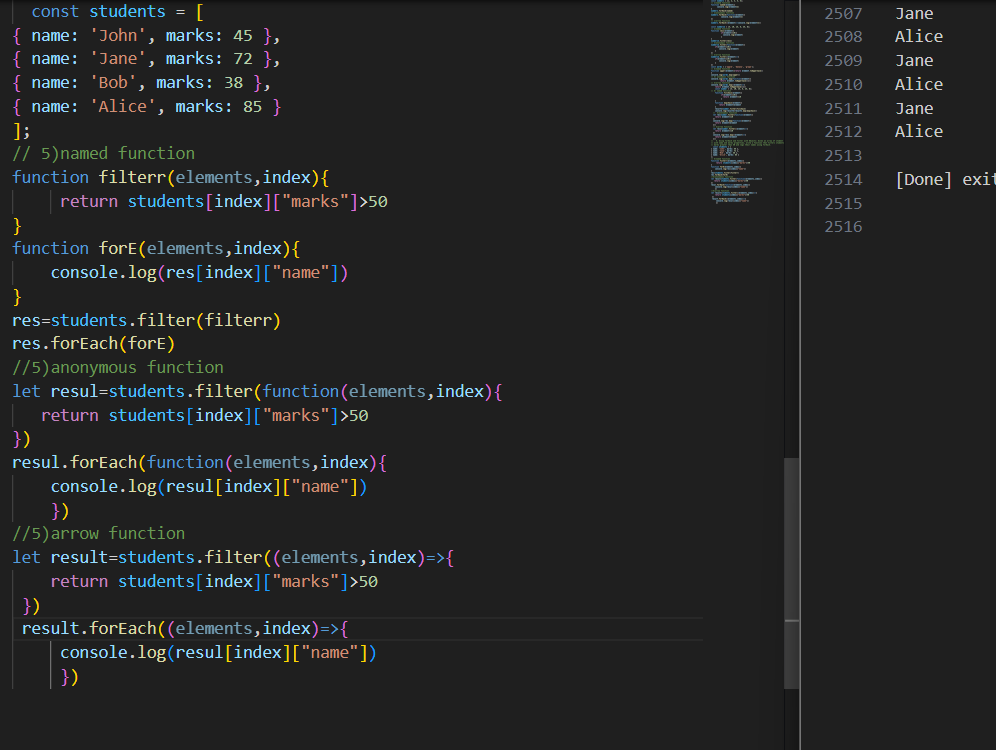 const students = [
{ name: 'John', marks: 45 },
{ name: 'Jane', marks: 72 },
{ name: 'Bob', marks: 38 },
{ name: 'Alice', marks: 85 }
];
// 5)named function
function filterr(elements,index){
return students[index]["marks"]>50
}
function forE(elements,index){
console.log(res[index]["name"])
}
res=students.filter(filterr)
res.forEach(forE)
//5)anonymous function
let resul=students.filter(function(elements,index){
return students[index]["marks"]>50
})
resul.forEach(function(elements,index){
console.log(resul[index]["name"])
})
//5)arrow function
let result=students.filter((elements,index)=>{
return students[index]["marks"]>50
})
result.forEach((elements,index)=>{
console.log(resul[index]["name"])
})
2507 Jane
2508 Alice
2509 Jane
2510 Alice
2511 Jane
2512 Alice
2513
2514 [Done] exit
2515
2516